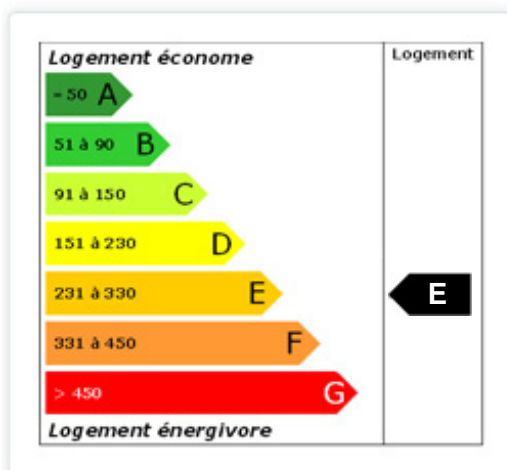 Logement économe
Logement
= 50 A
51 à 90 B
91 à 150 C
151 à 230 D
231 à 330 E
E
331 à 450 F
> 450 G
Logement énergivore